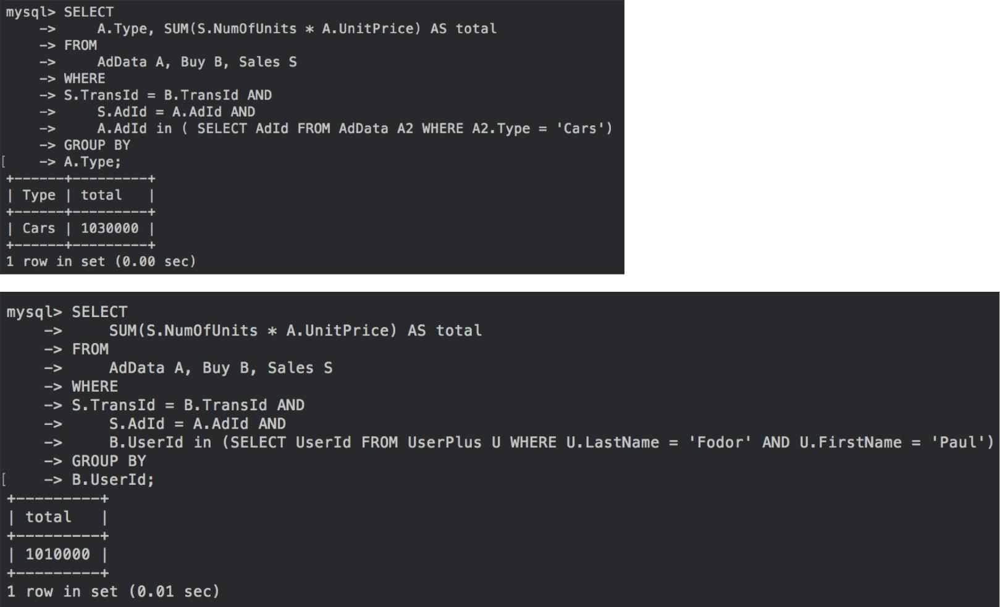 mysql> SELECT
    ->     A.Type, SUM(S.NumOfUnits * A.UnitPrice) AS total
    -> FROM
    ->     AdData A, Buy B, Sales S
    -> WHERE
    -> S.TransId = B.TransId AND
    ->     S.AdId = A.AdId AND
    ->     A.AdId in ( SELECT AdId FROM AdData A2 WHERE A2.Type = 'Cars')
    -> GROUP BY
[    -> A.Type;
+------+---------+
| Type | total   |
+------+---------+
| Cars | 1030000 |
+------+---------+
1 row in set (0.00 sec)
mysql> SELECT
    ->     SUM(S.NumOfUnits * A.UnitPrice) AS total
    -> FROM
    ->     AdData A, Buy B, Sales S
    -> WHERE
    -> S.TransId = B.TransId AND
    ->     S.AdId = A.AdId AND
    ->     B.UserId in (SELECT UserId FROM UserPlus U WHERE U.LastName = 'Fodor' AND U.FirstName = 'Paul')
    -> GROUP BY
[    -> B.UserId;
+---------+
| total   |
+---------+
| 1010000 |
+---------+
1 row in set (0.01 sec)